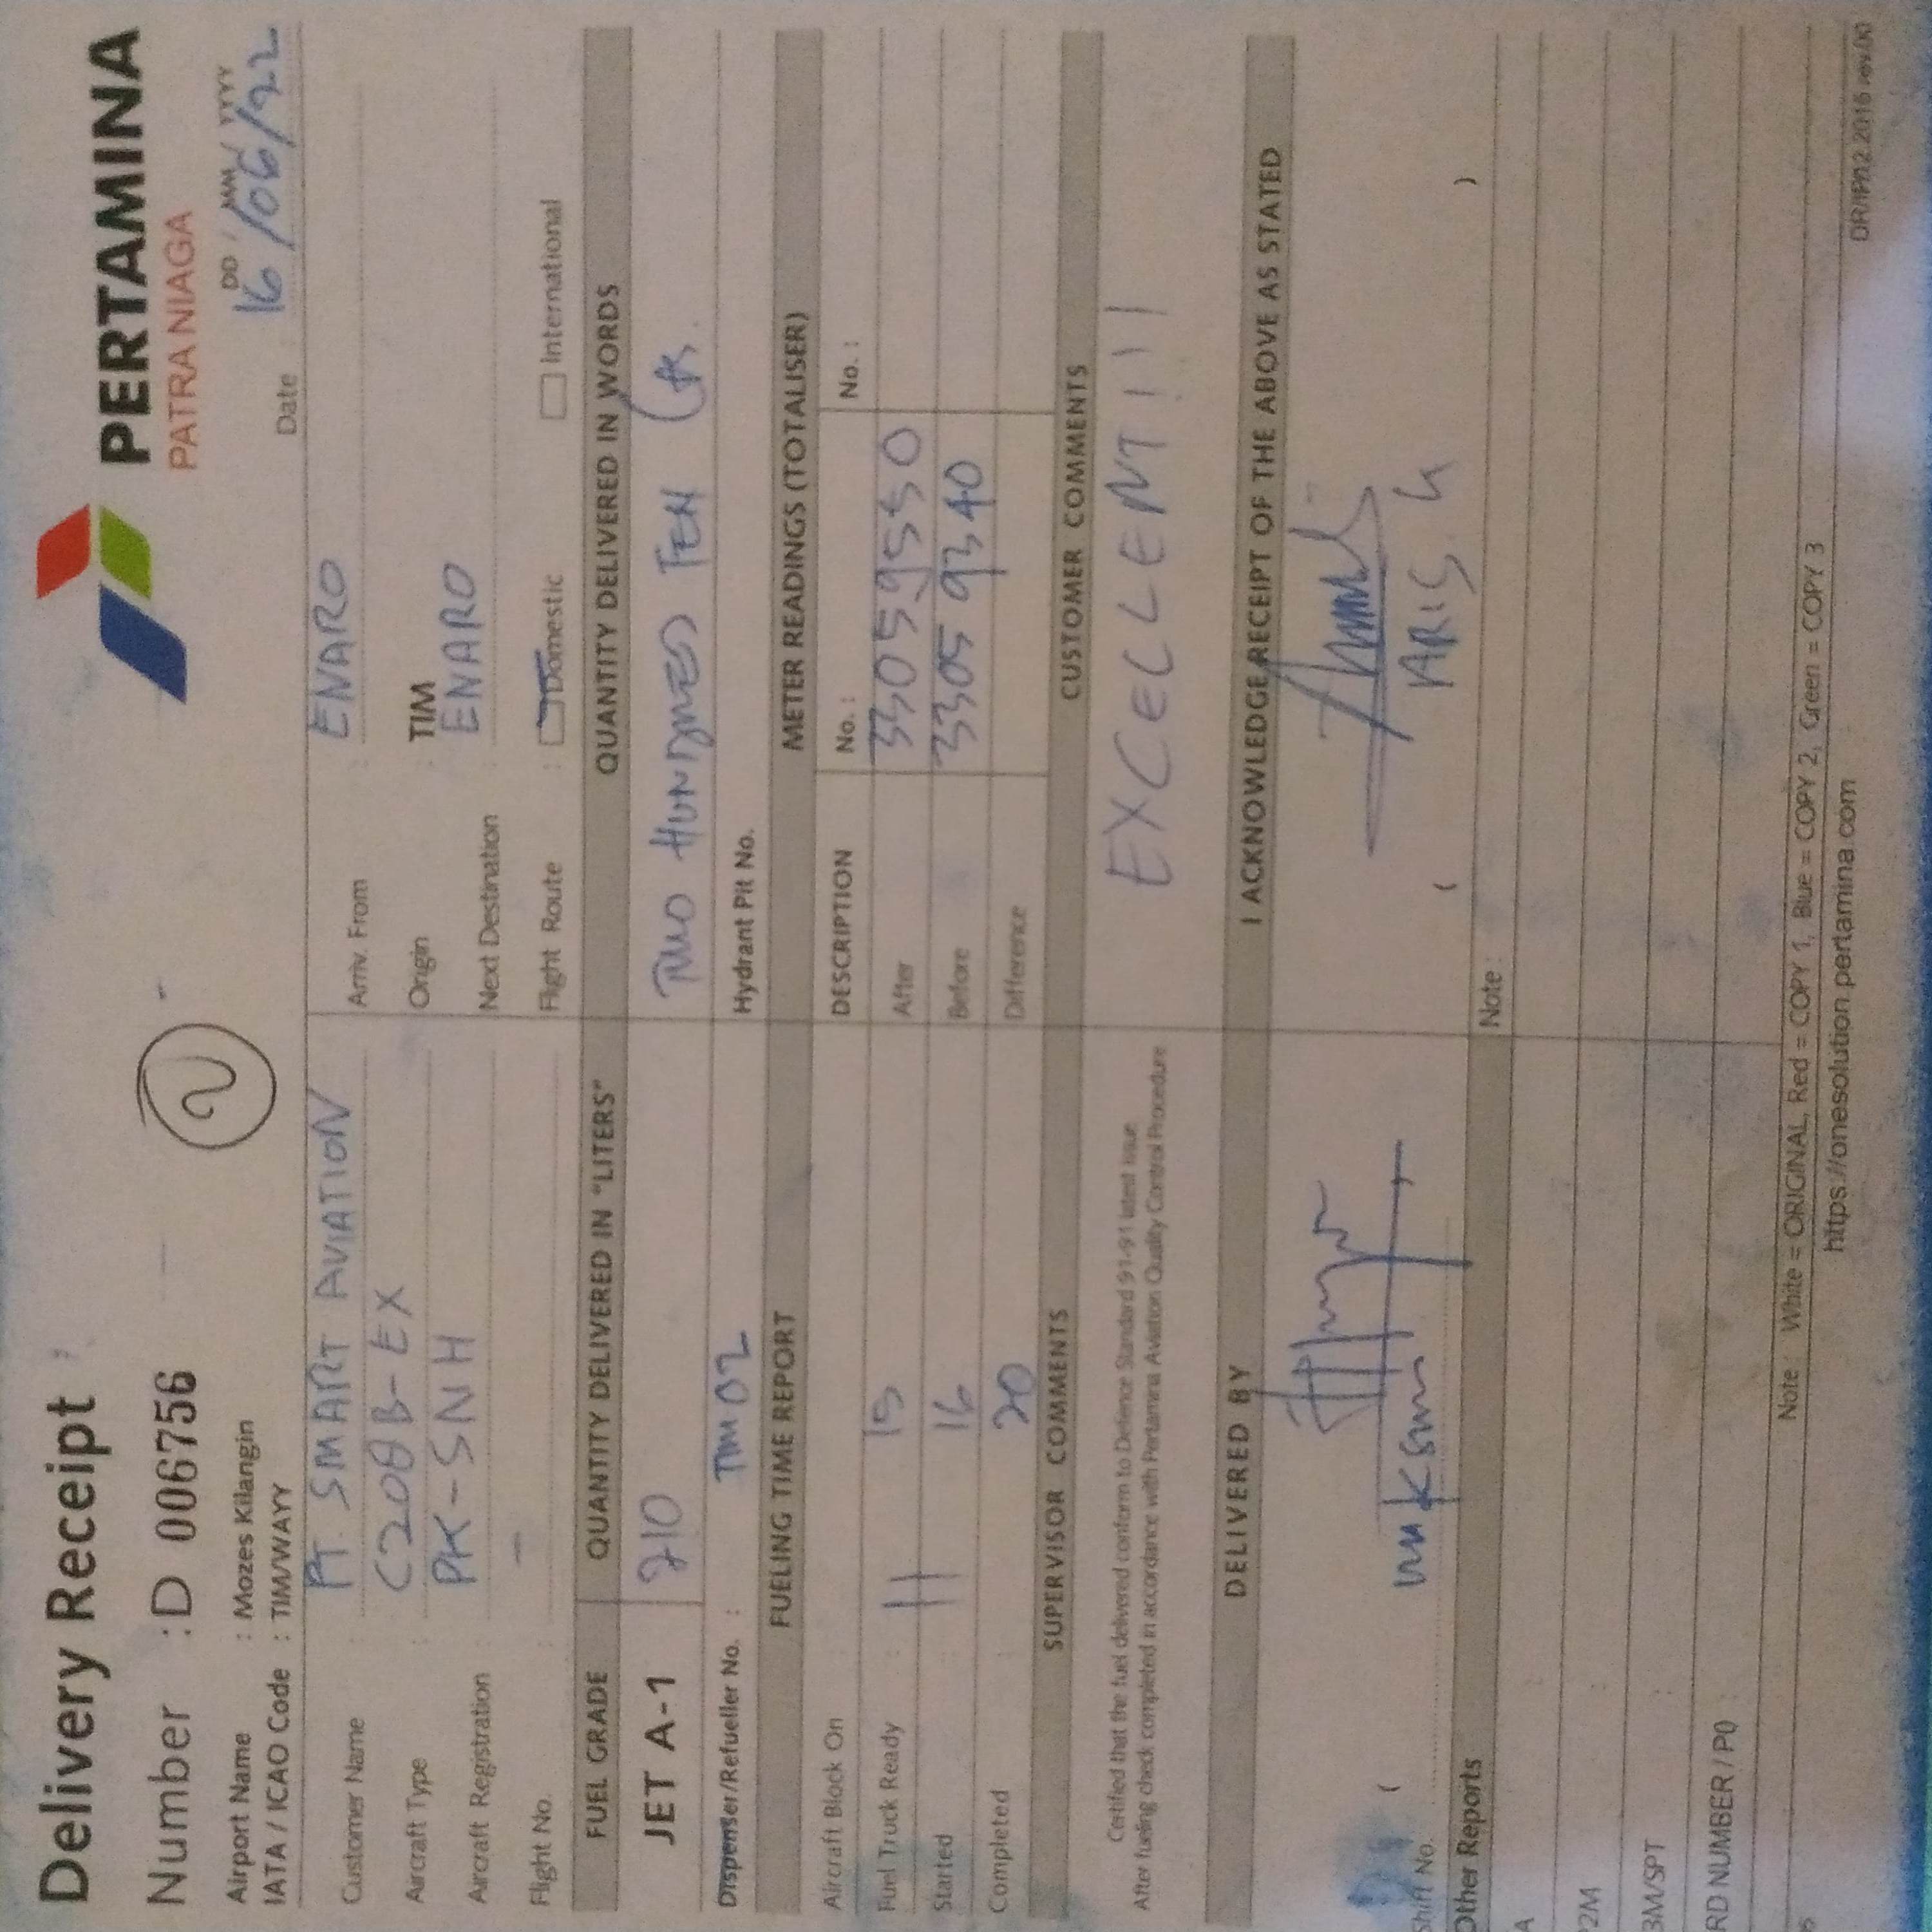 Delivery Receipt
PERTAMINA
PATRA NIAGA
Number : D 006756
2
Airport Name : Mozes Kilangin
IATA / ICAO Code : TIM/WAYY
DD MM YYYY
Date 16/06/22
Customer Name : PT SMART AVIATION
Aircraft Type : C208B-EX
Aircraft Registration : PK-SNH
Flight No. : -
Arriv. From : ENARO
Origin : TIM
Next Destination : ENARO
Flight Route : Domestic International
FUEL GRADE
QUANTITY DELIVERED IN "LITERS"
QUANTITY DELIVERED IN WORDS
JET A-1
210
TWO HUNDRED TEN
Dispenser/Refueller No. : TIM 02
Hydrant Pit No.
FUELING TIME REPORT
METER READINGS (TOTALISER)
Aircraft Block On
Fuel Truck Ready : 11 15
Started : 16
Completed : 20
DESCRIPTION No. : No. :
After 33059550
Before 33059340
Difference
SUPERVISOR COMMENTS
CUSTOMER COMMENTS
Certified that the fuel delivered conform to Defence Standard 91-91 latest issue
After fueling check completed in accordance with Pertamina Aviation Quality Control Procedure
EXCELLENT!!!
DELIVERED BY
I ACKNOWLEDGE RECEIPT OF THE ABOVE AS STATED
( )
Shift No.
Other Reports
Note :
2M :
BM/SPT :
RD NUMBER / PO :
Note : White = ORIGINAL, Red = COPY 1, Blue = COPY 2, Green = COPY 3
https://onesolution.pertamina.com